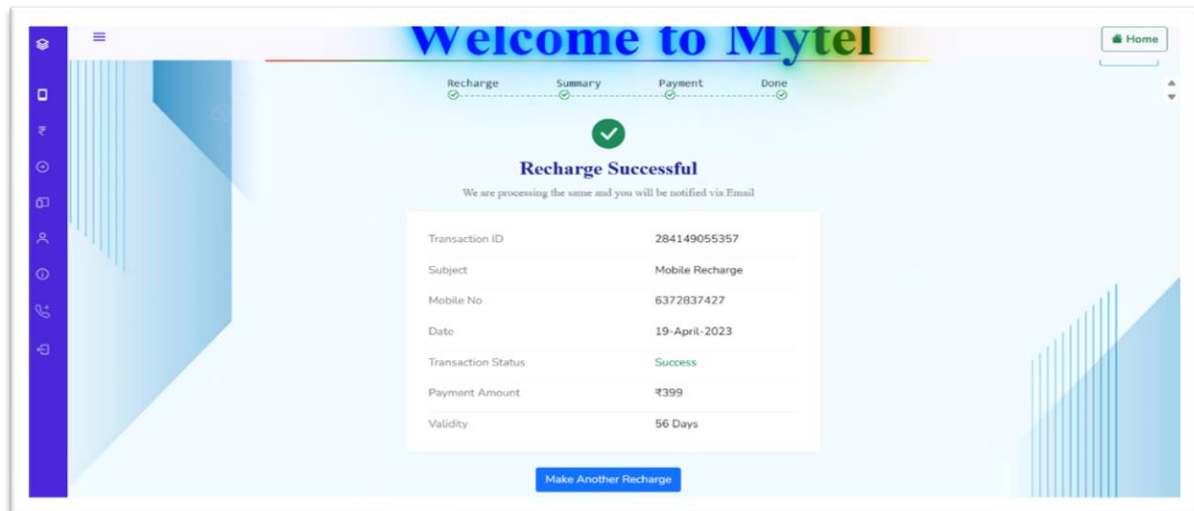 Welcome to Mytel
Home
Recharge Summary Payment Done
Recharge Successful
We are processing the same and you will be notified via Email
Transaction ID 284149055357
Subject Mobile Recharge
Mobile No 6372837427
Date 19-April-2023
Transaction Status Success
Payment Amount ₹399
Validity 56 Days
Make Another Recharge